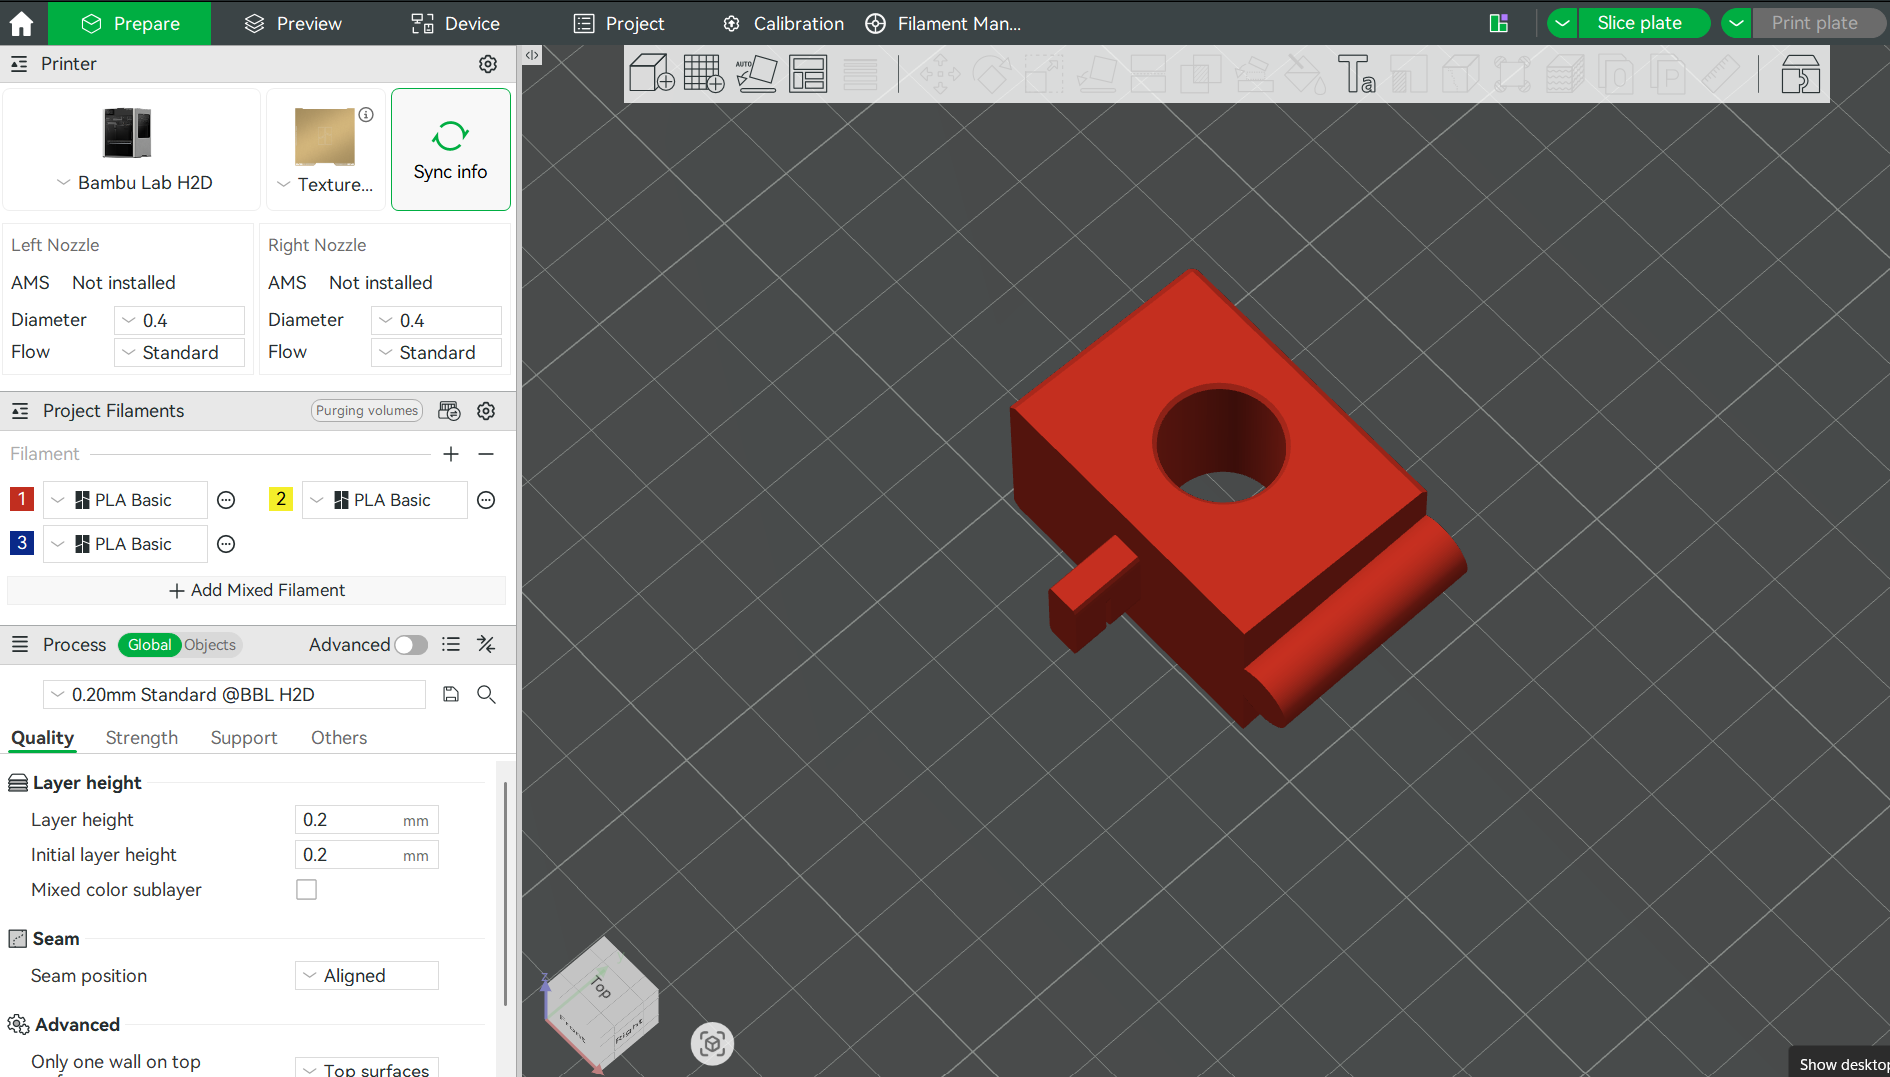 Prepare
Preview
Device
Project
Calibration
Filament Man...
Slice plate
Print plate
Printer
Bambu Lab H2D
Texture...
Sync info
Left Nozzle
Right Nozzle
AMS Not installed
AMS Not installed
Diameter 0.4
Diameter 0.4
Flow Standard
Flow Standard
Project Filaments
Purging volumes
Filament
1 PLA Basic
2 PLA Basic
3 PLA Basic
Add Mixed Filament
Process Global Objects Advanced
0.20mm Standard @BBL H2D
Quality Strength Support Others
Layer height
Layer height 0.2 mm
Initial layer height 0.2 mm
Mixed color sublayer
Seam
Seam position Aligned
Advanced
Only one wall on top
Top surfaces
AUTO
Ta
O
P
Z
Top
Front
Right
Show desktop